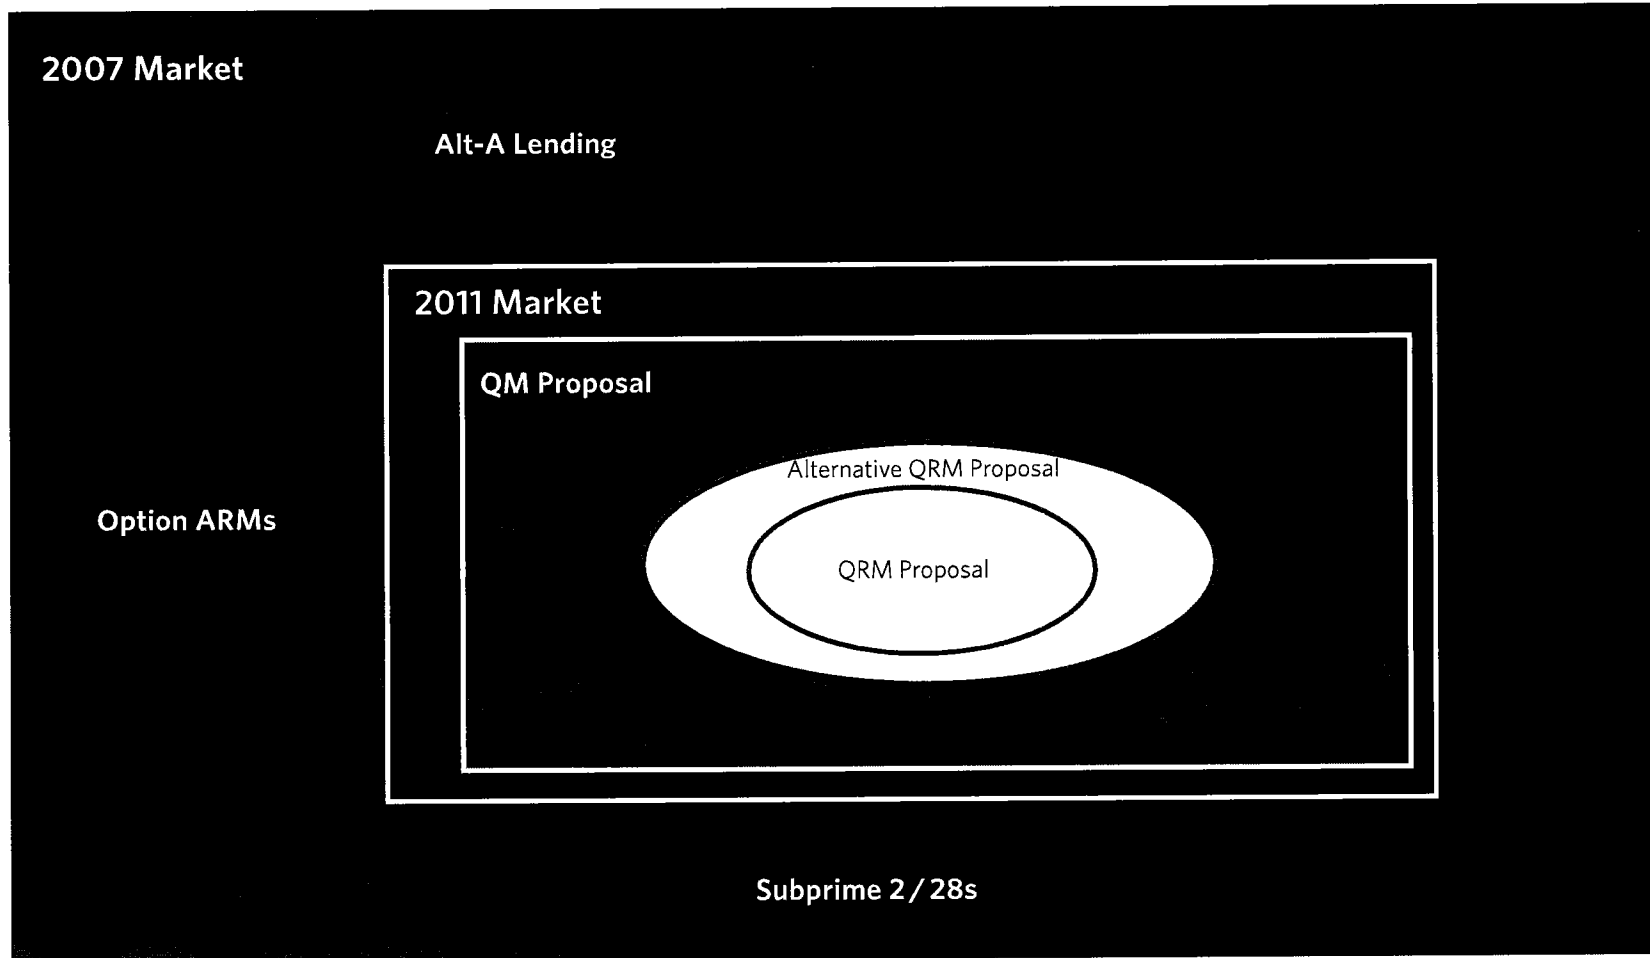 2007 Market
Alt-A Lending
2011 Market
QM Proposal
Alternative QRM Proposal
Option ARMs
QRM Proposal
Subprime 2/28s